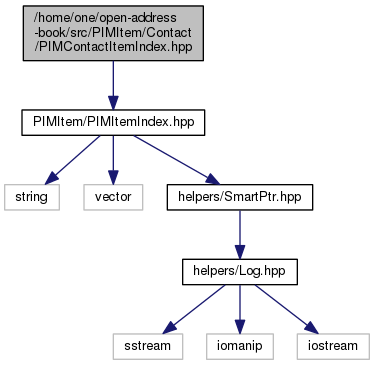 /home/one/open-address
-book/src/PIMItem/Contact
/PIMContactItemIndex.hpp
PIMItem/PIMItemIndex.hpp
string
vector
helpers/SmartPtr.hpp
helpers/Log.hpp
sstream
iomanip
iostream